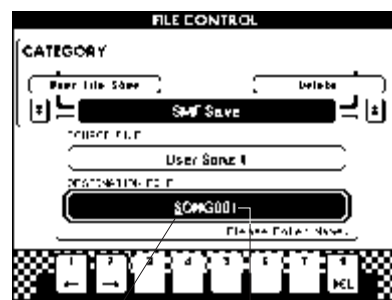 FILE CONTROL
CATEGORY
User File Save
Delete
SMF Save
SOURCE FILE
User Song 1
DESTINATION FILE
SONG001
Please Enter Name.
1 2 3 4 5 6 7 8
← → DEL